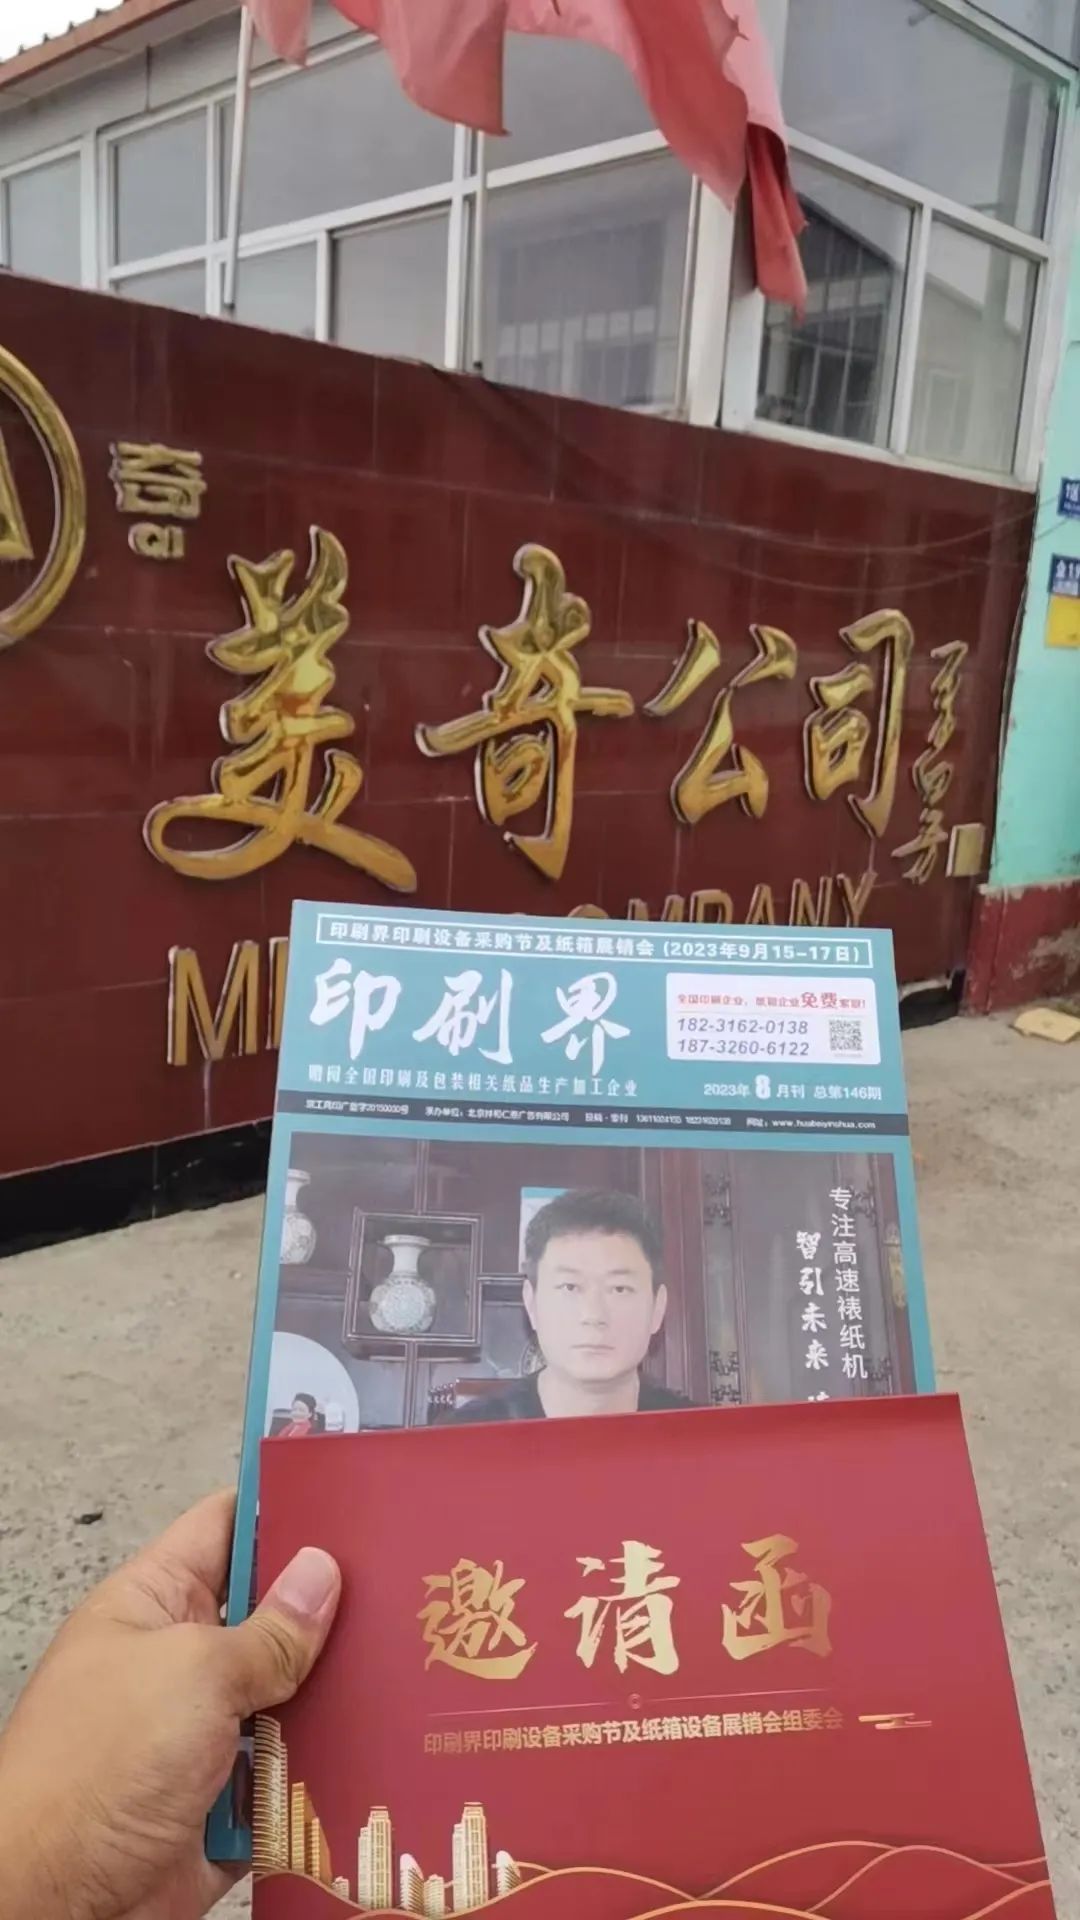 奇
QI
美奇公司
COMPANY
印刷界印刷设备采购节及纸箱展销会(2023年9月15-17日)
印刷界
全国印刷企业、纸箱企业免费索取!
182-3162-0138
187-3260-6122
赠阅全国印刷及包装相关纸品生产加工企业
2023年 8 月刊 总第146期
网址：www.huabeiyinshua.com
专注高速裱纸机
智引未来
邀请函
印刷界印刷设备采购节及纸箱设备展销会组委会